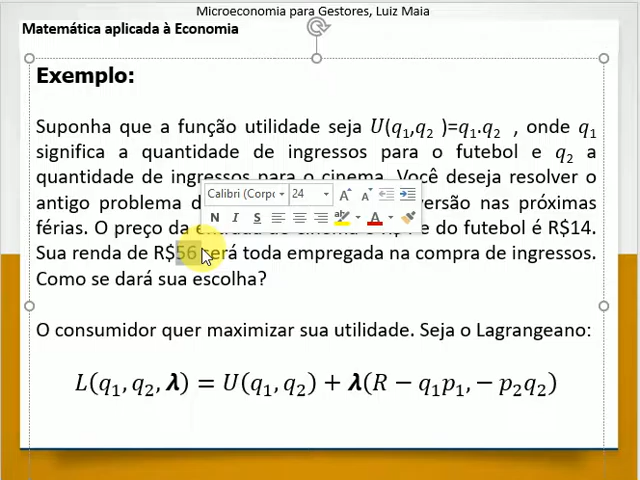 Microeconomia para Gestores, Luiz Maia
Matemática aplicada à Economia
Exemplo:
Suponha que a função utilidade seja U(q₁,q₂ )=q₁.q₂ , onde q₁
significa a quantidade de ingressos para o futebol e q₂ a
quantidade de ingressos para o cinema. Você deseja resolver o
Calibri (Corpo 24 A A
antigo problema d versão nas próximas
N I S A
férias. O preço da e do futebol é R$14.
Sua renda de R$56 será toda empregada na compra de ingressos.
Como se dará sua escolha?
O consumidor quer maximizar sua utilidade. Seja o Lagrangeano:
L(q₁, q₂, λ) = U(q₁, q₂) + λ(R − q₁p₁, − p₂q₂)